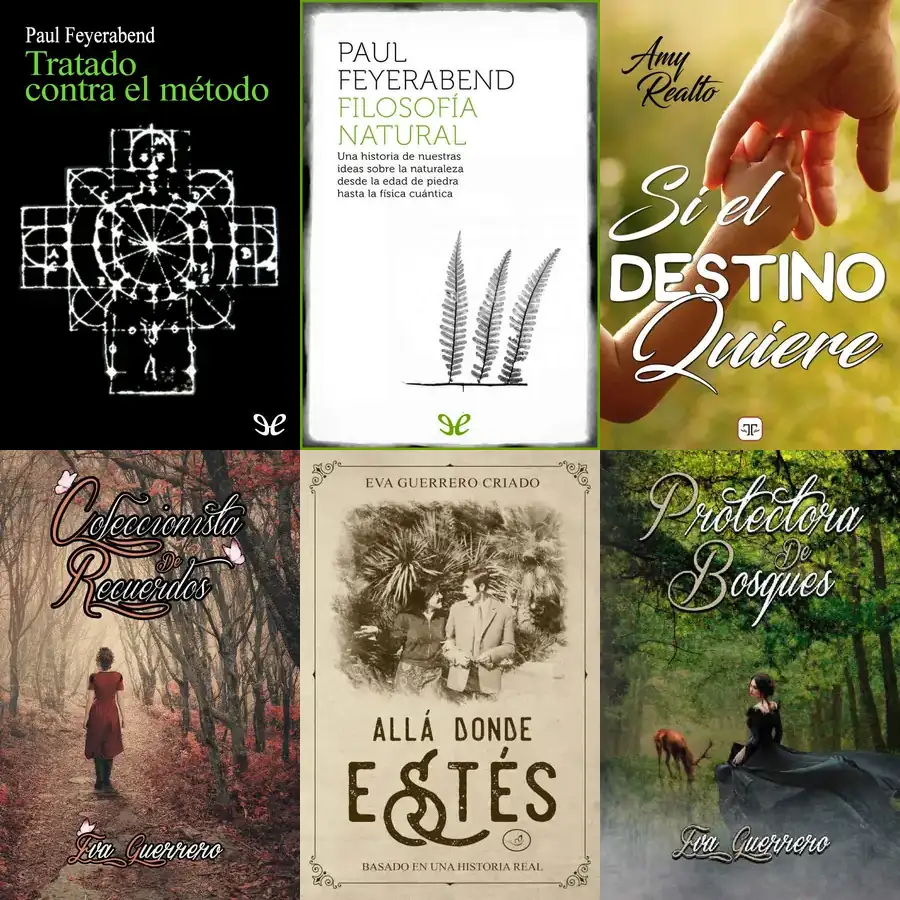 Paul Feyerabend
Tratado
contra el método
PAUL
FEYERABEND
FILOSOFÍA
NATURAL
Una historia de nuestras
ideas sobre la naturaleza
desde la edad de piedra
hasta la física cuántica
Amy
Realto
Si el
DESTINO
Quiere
Coleccionista
De
Recuerdos
Eva Guerrero
EVA GUERRERO CRIADO
ALLÁ DONDE
ESTÉS
BASADO EN UNA HISTORIA REAL
Protectora
De
Bosques
Eva Guerrero